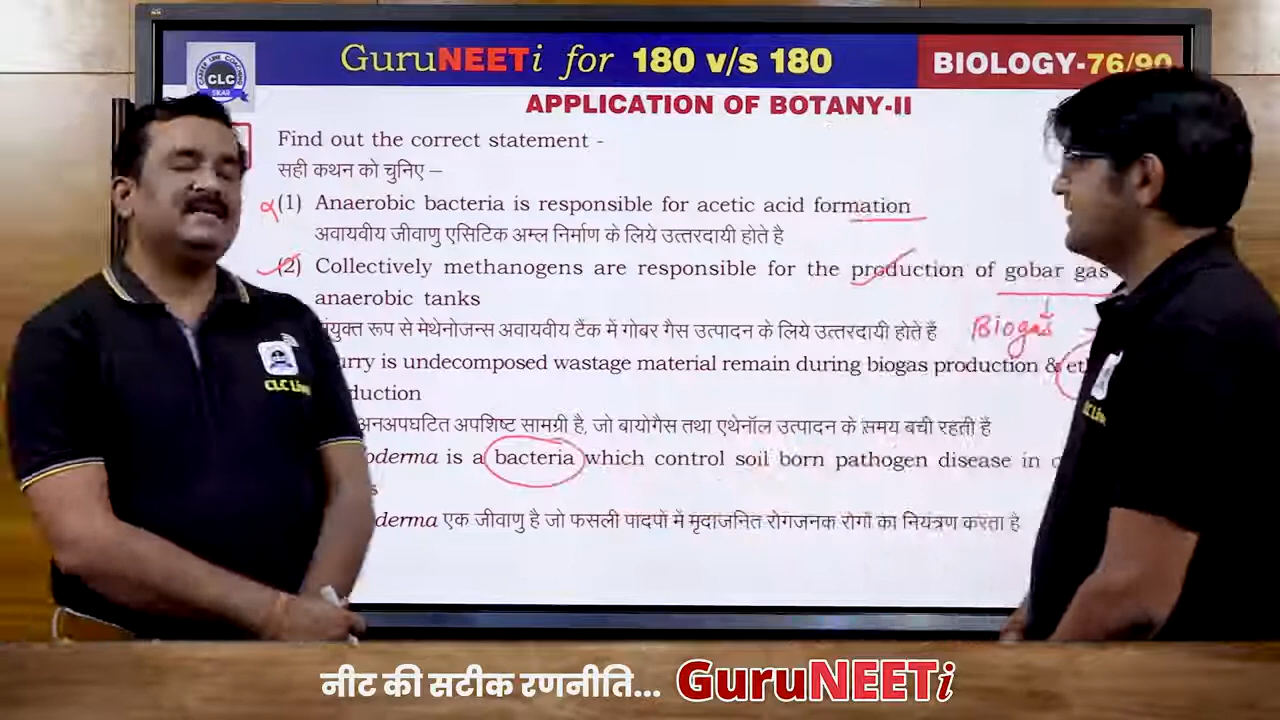 GuruNEETi for 180 v/s 180
BIOLOGY-76/90
CLC
SIKAR
APPLICATION OF BOTANY-II
Find out the correct statement -
सही कथन को चुनिए –
(1) Anaerobic bacteria is responsible for acetic acid formation
अवायवीय जीवाणु एसिटिक अम्ल निर्माण के लिये उत्तरदायी होते है
(2) Collectively methanogens are responsible for the production of gobar gas
anaerobic tanks
रूप से मेथेनोजन्स अवायवीय टैंक में गोबर गैस उत्पादन के लिये उत्तरदायी होते हैं
Biogas
is undecomposed wastage material remain during biogas production &
अनअपघटित अपशिष्ट सामग्री है, जो बायोगैस तथा एथेनॉल उत्पादन के समय बची रहती हैं
is a bacteria which control soil born pathogen disease in
एक जीवाणु है जो फसली पादपों में मृदाजनित रोगजनक रोगों का नियंत्रण करता है
CLC Live
नीट की सटीक रणनीति... GuruNEETi